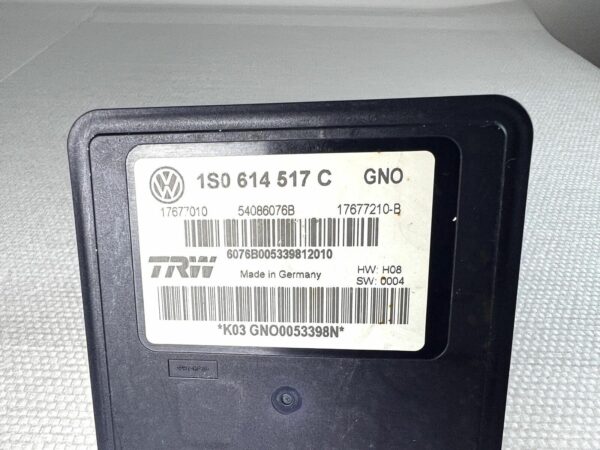 1S0 614 517 C GNO
17677010 54086076B 17677210-B
6076B005339812010
TRW Made in Germany HW: H08
SW: 0004
*K03 GNO0053398N*